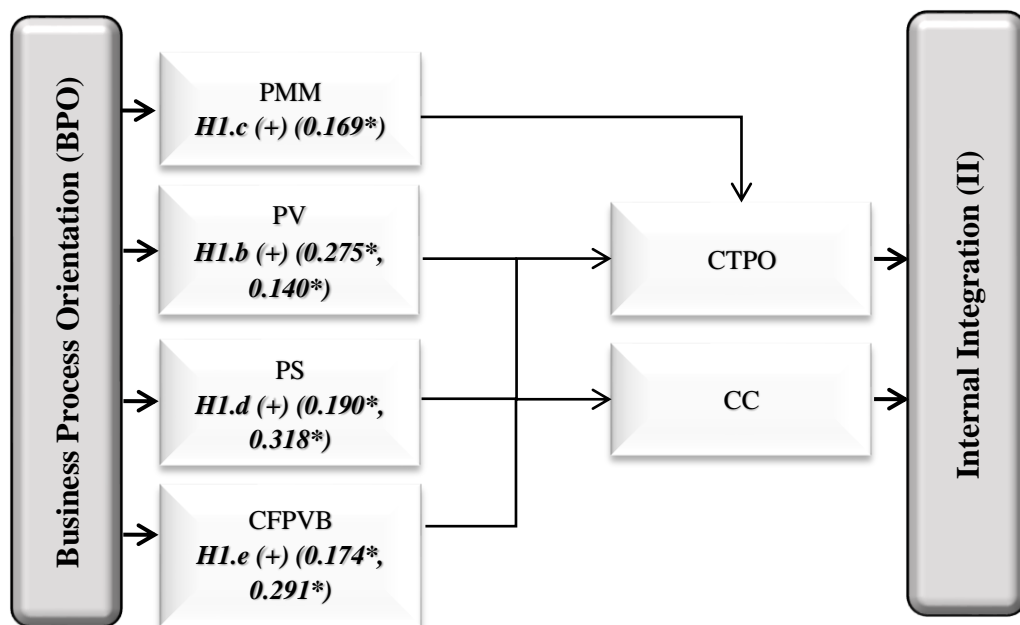 Business Process Orientation (BPO)
PMM
H1.c (+) (0.169*)
PV
H1.b (+) (0.275*,
0.140*)
PS
H1.d (+) (0.190*,
0.318*)
CFPVB
H1.e (+) (0.174*,
0.291*)
CTPO
CC
Internal Integration (II)